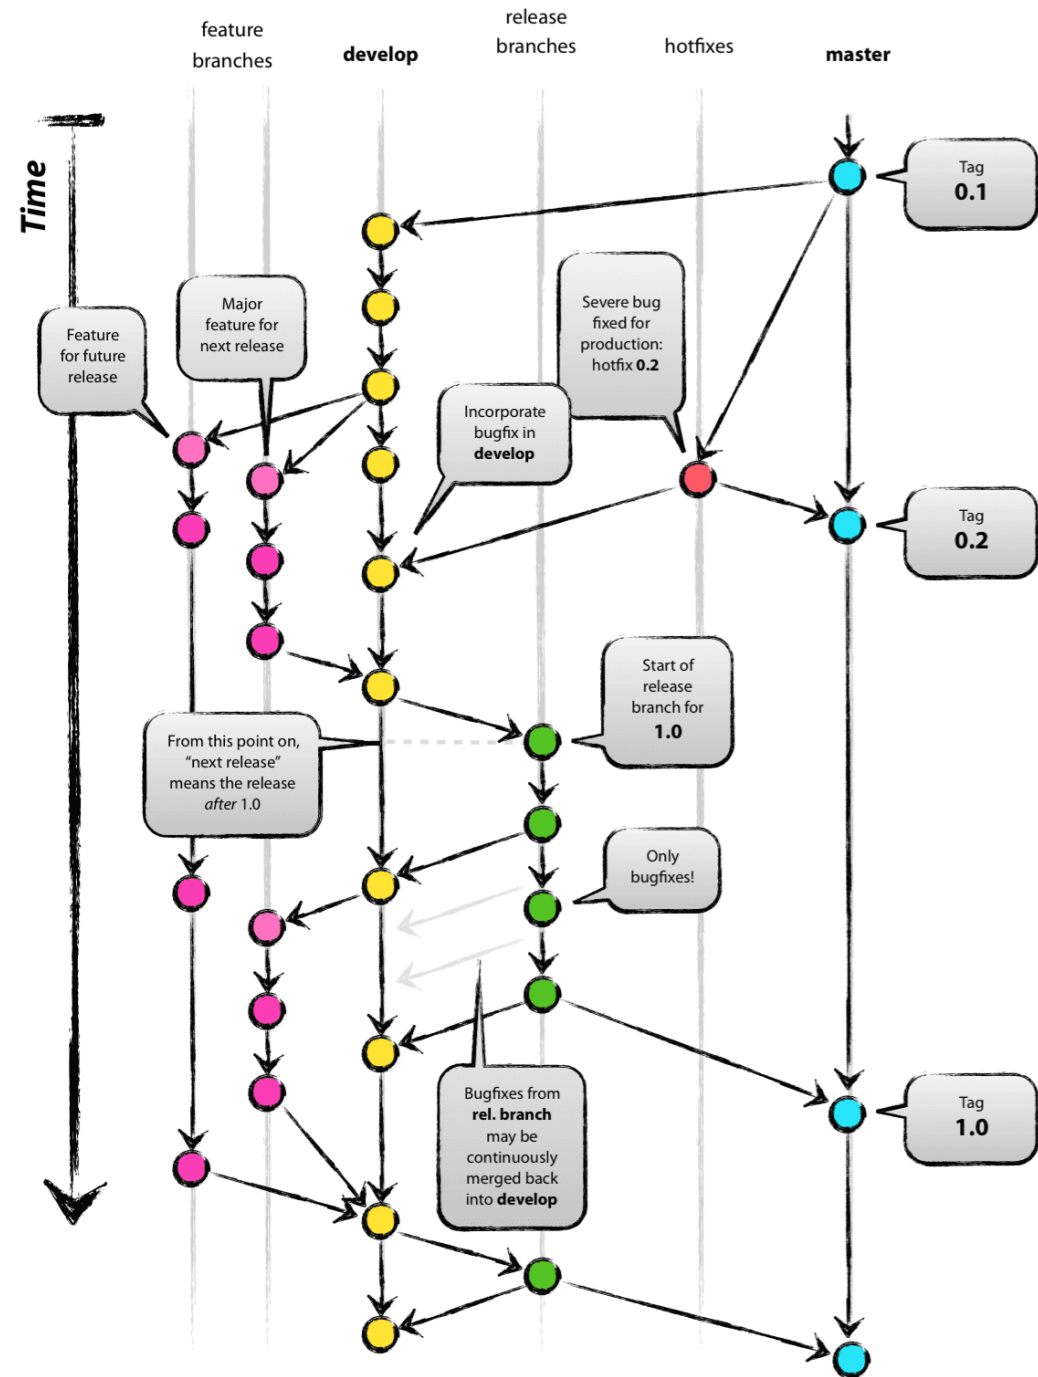 feature
branches
develop
release
branches
hotfixes
master
Time
Tag
0.1
Major
feature for
next release
Feature
for future
release
Severe bug
fixed for
production:
hotfix 0.2
Incorporate
bugfix in
develop
Tag
0.2
Start of
release
branch for
1.0
From this point on,
“next release”
means the release
after 1.0
Only
bugfixes!
Bugfixes from
rel. branch
may be
continuously
merged back
into develop
Tag
1.0